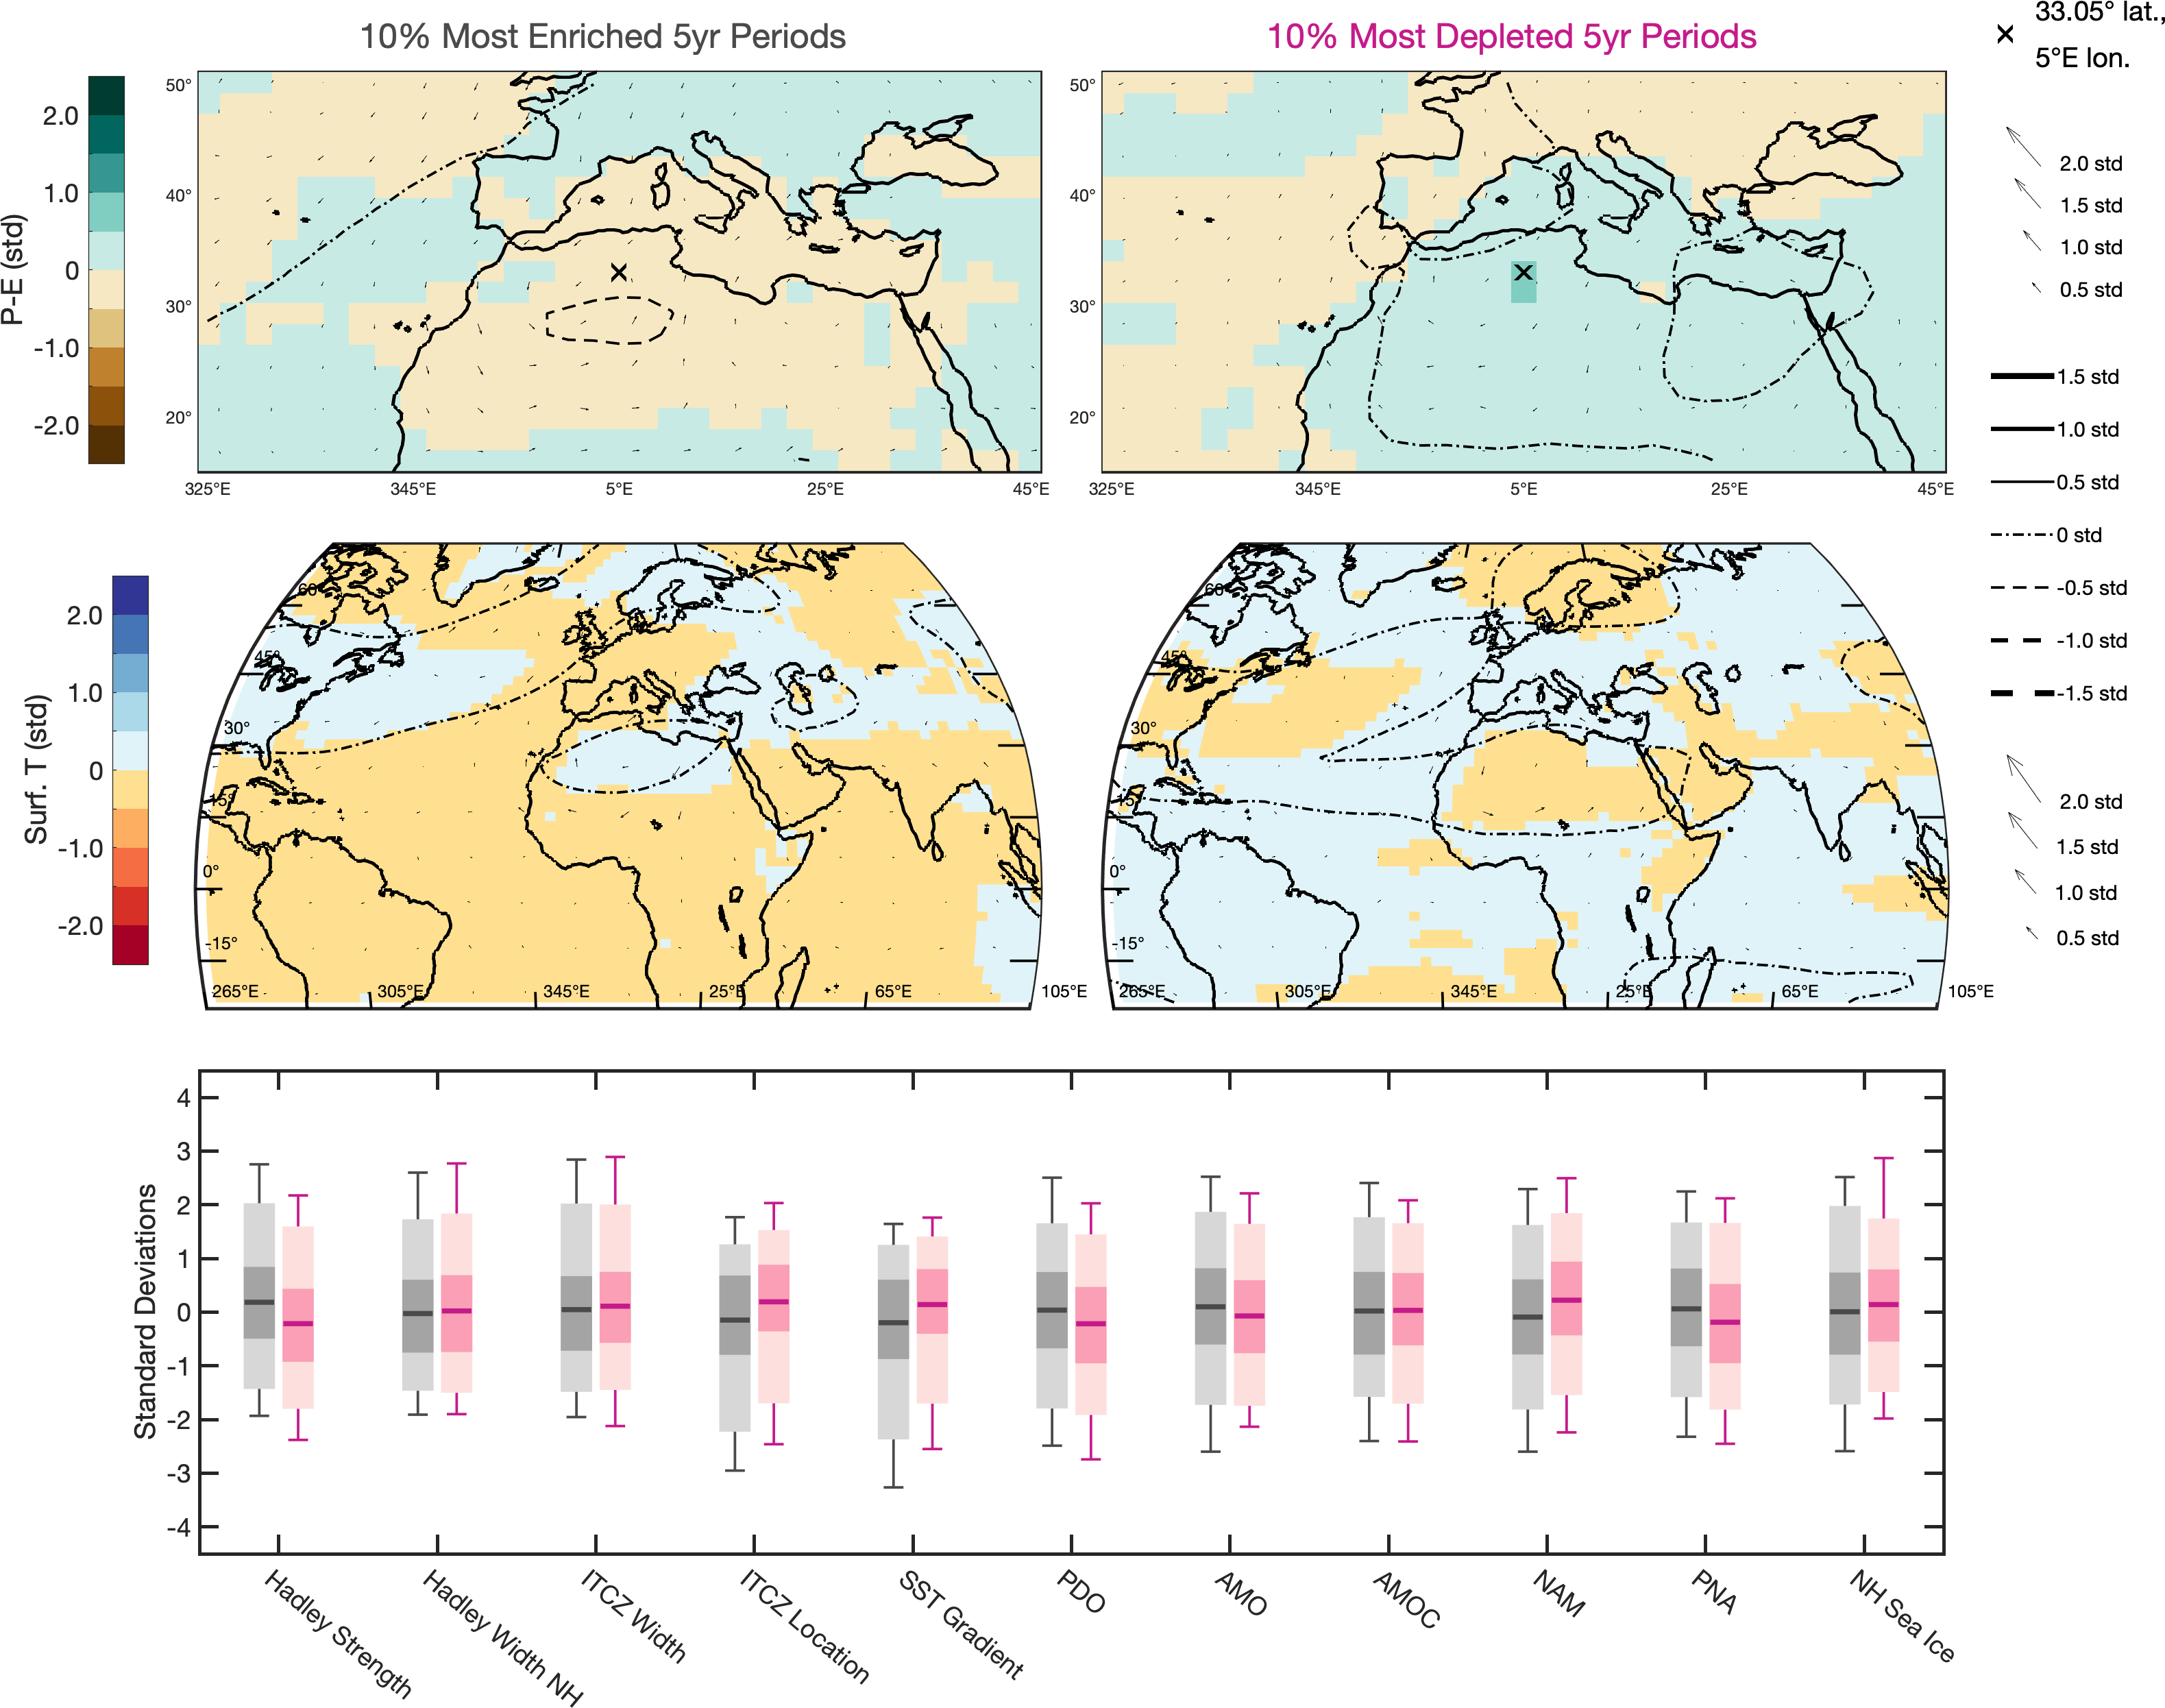 10% Most Enriched 5yr Periods
10% Most Depleted 5yr Periods
33.05° lat.,
5°E lon.
P-E (std)
2.0
1.0
0
-1.0
-2.0
50°
40°
30°
20°
325°E 345°E 5°E 25°E 45°E
50°
40°
30°
20°
325°E 345°E 5°E 25°E 45°E
2.0 std
1.5 std
1.0 std
0.5 std
1.5 std
1.0 std
0.5 std
0 std
-0.5 std
-1.0 std
-1.5 std
Surf. T (std)
2.0
1.0
0
-1.0
-2.0
60°
45°
30°
15°
0°
-15°
265°E 305°E 345°E 25°E 65°E 105°E
60°
45°
30°
15°
0°
-15°
265°E 305°E 345°E 25°E 65°E 105°E
2.0 std
1.5 std
1.0 std
0.5 std
Standard Deviations
4
3
2
1
0
-1
-2
-3
-4
Hadley Strength
Hadley Width NH
ITCZ Width
ITCZ Location
SST Gradient
PDO
AMO
AMOC
NAM
PNA
NH Sea Ice